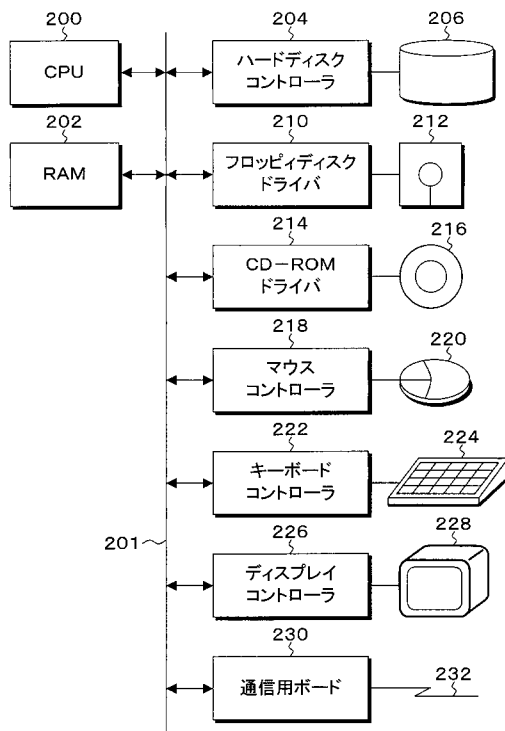 200
CPU
204
ハードディスク
コントローラ
206
202
RAM
210
フロッピィディスク
ドライバ
212
214
CD－ROM
ドライバ
216
218
マウス
コントローラ
220
222
キーボード
コントローラ
224
201
226
ディスプレイ
コントローラ
228
230
通信用ボード
232